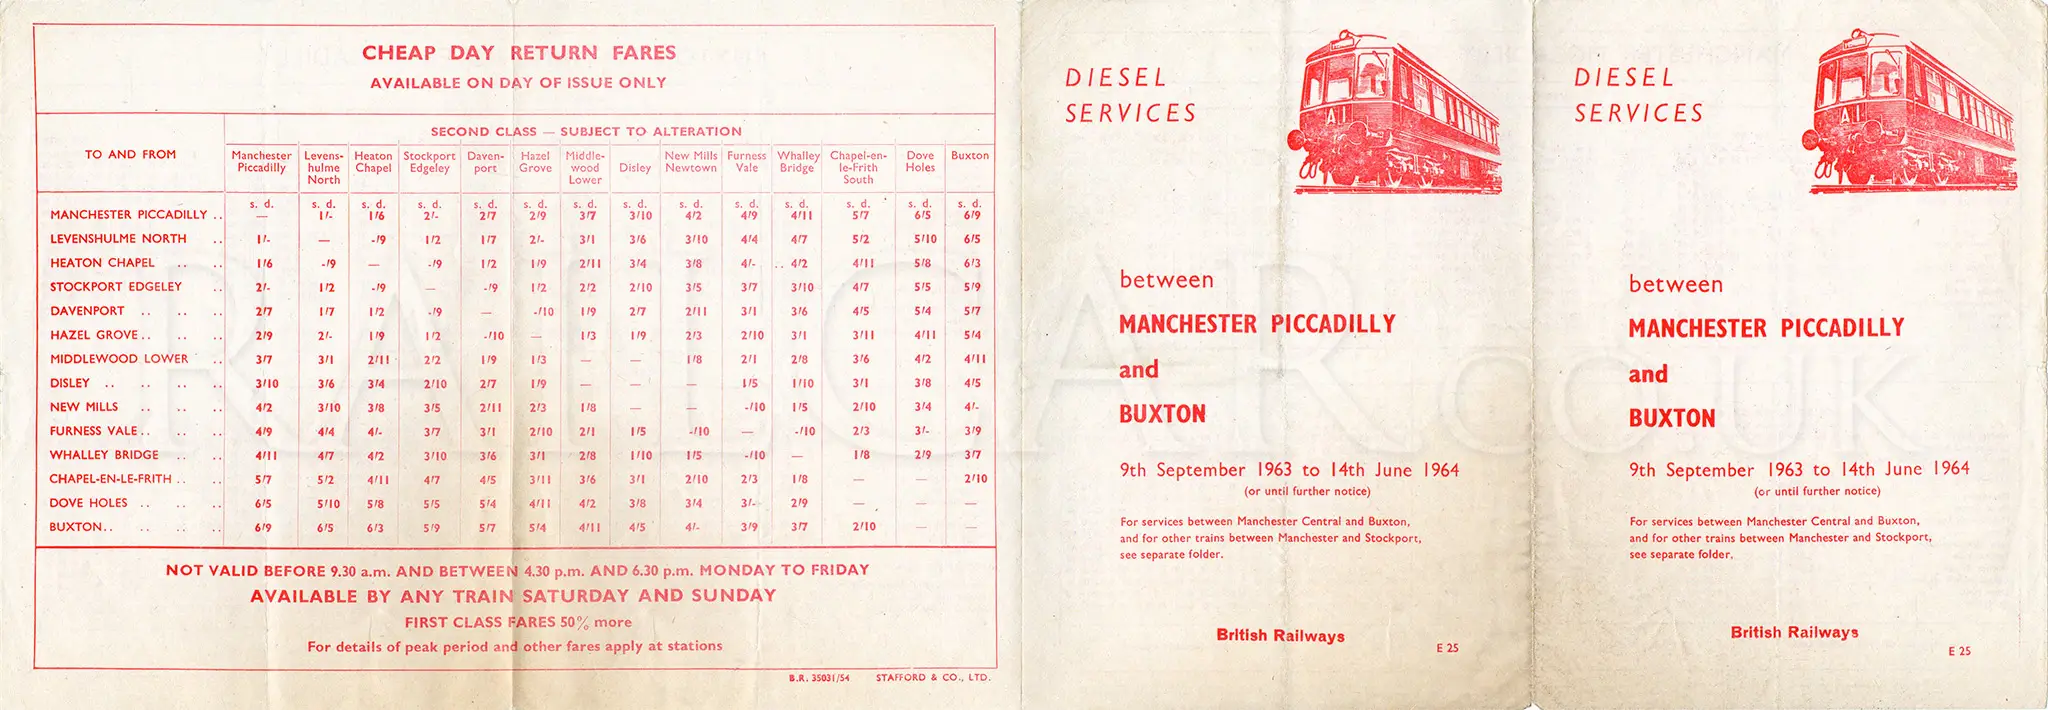 CHEAP DAY RETURN FARES
AVAILABLE ON DAY OF ISSUE ONLY
TO AND FROM
SECOND CLASS — SUBJECT TO ALTERATION
Manchester Piccadilly Levens-hulme North Heaton Chapel Stockport Edgeley Daven-port Hazel Grove Middle-wood Lower Disley New Mills Newtown Furness Vale Whalley Bridge Chapel-en-le-Frith South Dove Holes Buxton
s. d. s. d. s. d. s. d. s. d. s. d. s. d. s. d. s. d. s. d. s. d. s. d. s. d. s. d.
MANCHESTER PICCADILLY .. — 1/- 1/6 2/- 2/7 2/9 3/7 3/10 4/2 4/9 4/11 5/7 6/5 6/9
LEVENSHULME NORTH .. 1/- — -/9 1/2 1/7 2/- 3/1 3/6 3/10 4/4 4/7 5/2 5/10 6/5
HEATON CHAPEL .. .. 1/6 -/9 — -/9 1/2 1/9 2/11 3/4 3/8 4/- .. 4/2 4/11 5/8 6/3
STOCKPORT EDGELEY .. 2/- 1/2 -/9 — -/9 1/2 2/2 2/10 3/5 3/7 3/10 4/7 5/5 5/9
DAVENPORT .. .. .. 2/7 1/7 1/2 -/9 — -/10 1/9 2/7 2/11 3/1 3/6 4/5 5/4 5/7
HAZEL GROVE .. .. .. 2/9 2/- 1/9 1/2 -/10 — 1/3 1/9 2/3 2/10 3/1 3/11 4/11 5/4
MIDDLEWOOD LOWER .. 3/7 3/1 2/11 2/2 1/9 1/3 — — 1/8 2/1 2/8 3/6 4/2 4/11
DISLEY .. .. .. .. 3/10 3/6 3/4 2/10 2/7 1/9 — — — 1/5 1/10 3/1 3/8 4/5
NEW MILLS .. .. .. 4/2 3/10 3/8 3/5 2/11 2/3 1/8 — — -/10 1/5 2/10 3/4 4/-
FURNESS VALE .. .. .. 4/9 4/4 4/- 3/7 3/1 2/10 2/1 1/5 -/10 — -/10 2/3 3/- 3/9
WHALLEY BRIDGE .. .. 4/11 4/7 4/2 3/10 3/6 3/1 2/8 1/10 1/5 -/10 — 1/8 2/9 3/7
CHAPEL-EN-LE-FRITH .. .. 5/7 5/2 4/11 4/7 4/5 3/11 3/6 3/1 2/10 2/3 1/8 — — 2/10
DOVE HOLES .. .. .. 6/5 5/10 5/8 5/5 5/4 4/11 4/2 3/8 3/4 3/- 2/9 — — —
BUXTON .. .. .. .. 6/9 6/5 6/3 5/9 5/7 5/4 4/11 4/5 4/- 3/9 3/7 2/10 — —
NOT VALID BEFORE 9.30 a.m. AND BETWEEN 4.30 p.m. AND 6.30 p.m. MONDAY TO FRIDAY
AVAILABLE BY ANY TRAIN SATURDAY AND SUNDAY
FIRST CLASS FARES 50% more
For details of peak period and other fares apply at stations
B.R. 35031/54 STAFFORD & CO., LTD.
DIESEL
SERVICES
A1
between
MANCHESTER PICCADILLY
and
BUXTON
9th September 1963 to 14th June 1964
(or until further notice)
For services between Manchester Central and Buxton,
and for other trains between Manchester and Stockport,
see separate folder.
British Railways
E 25
DIESEL
SERVICES
A1
between
MANCHESTER PICCADILLY
and
BUXTON
9th September 1963 to 14th June 1964
(or until further notice)
For services between Manchester Central and Buxton,
and for other trains between Manchester and Stockport,
see separate folder.
British Railways
E 25
RAILCAR.CO.UK